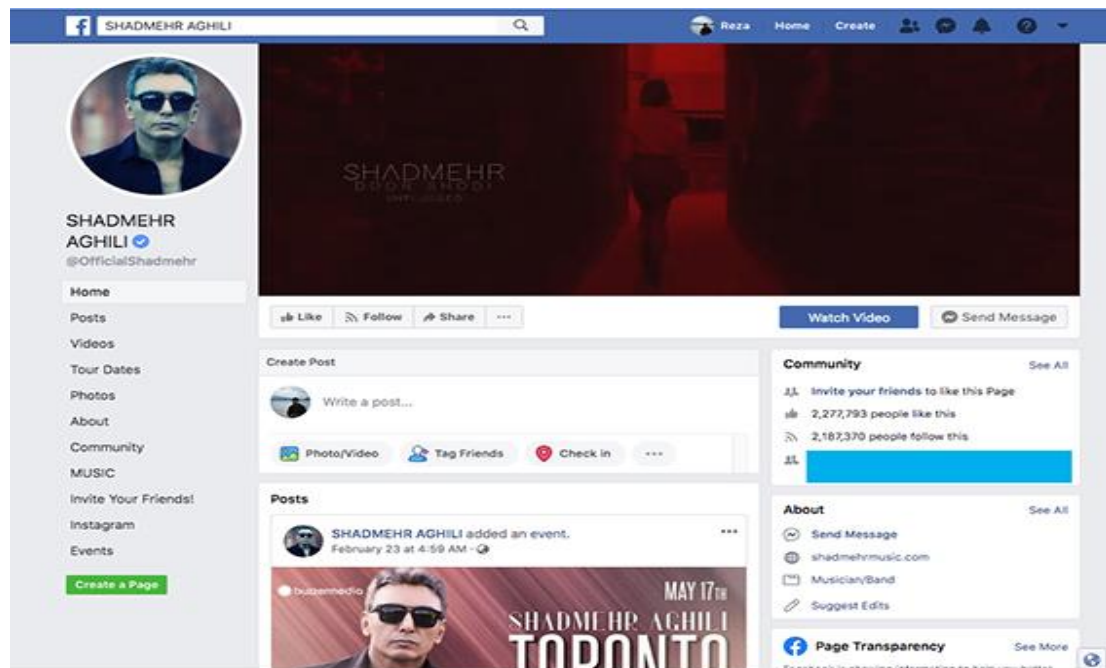 SHADMEHR AGHILI
Reza Home Create
SHADMEHR
DOOR SHODI
UNPLUGGED
SHADMEHR
AGHILI
@OfficialShadmehr
Home
Posts
Videos
Tour Dates
Photos
About
Community
MUSIC
Invite Your Friends!
Instagram
Events
Create a Page
Like Follow Share ...
Watch Video Send Message
Create Post
Write a post...
Photo/Video Tag Friends Check in ...
Posts
SHADMEHR AGHILI added an event.
February 23 at 4:59 AM ·
buzzermedia
MAY 17TH
SHADMEHR AGHILI
TORONTO
Community See All
Invite your friends to like this Page
2,277,793 people like this
2,187,370 people follow this
About See All
Send Message
shadmehrmusic.com
Musician/Band
Suggest Edits
Page Transparency See More